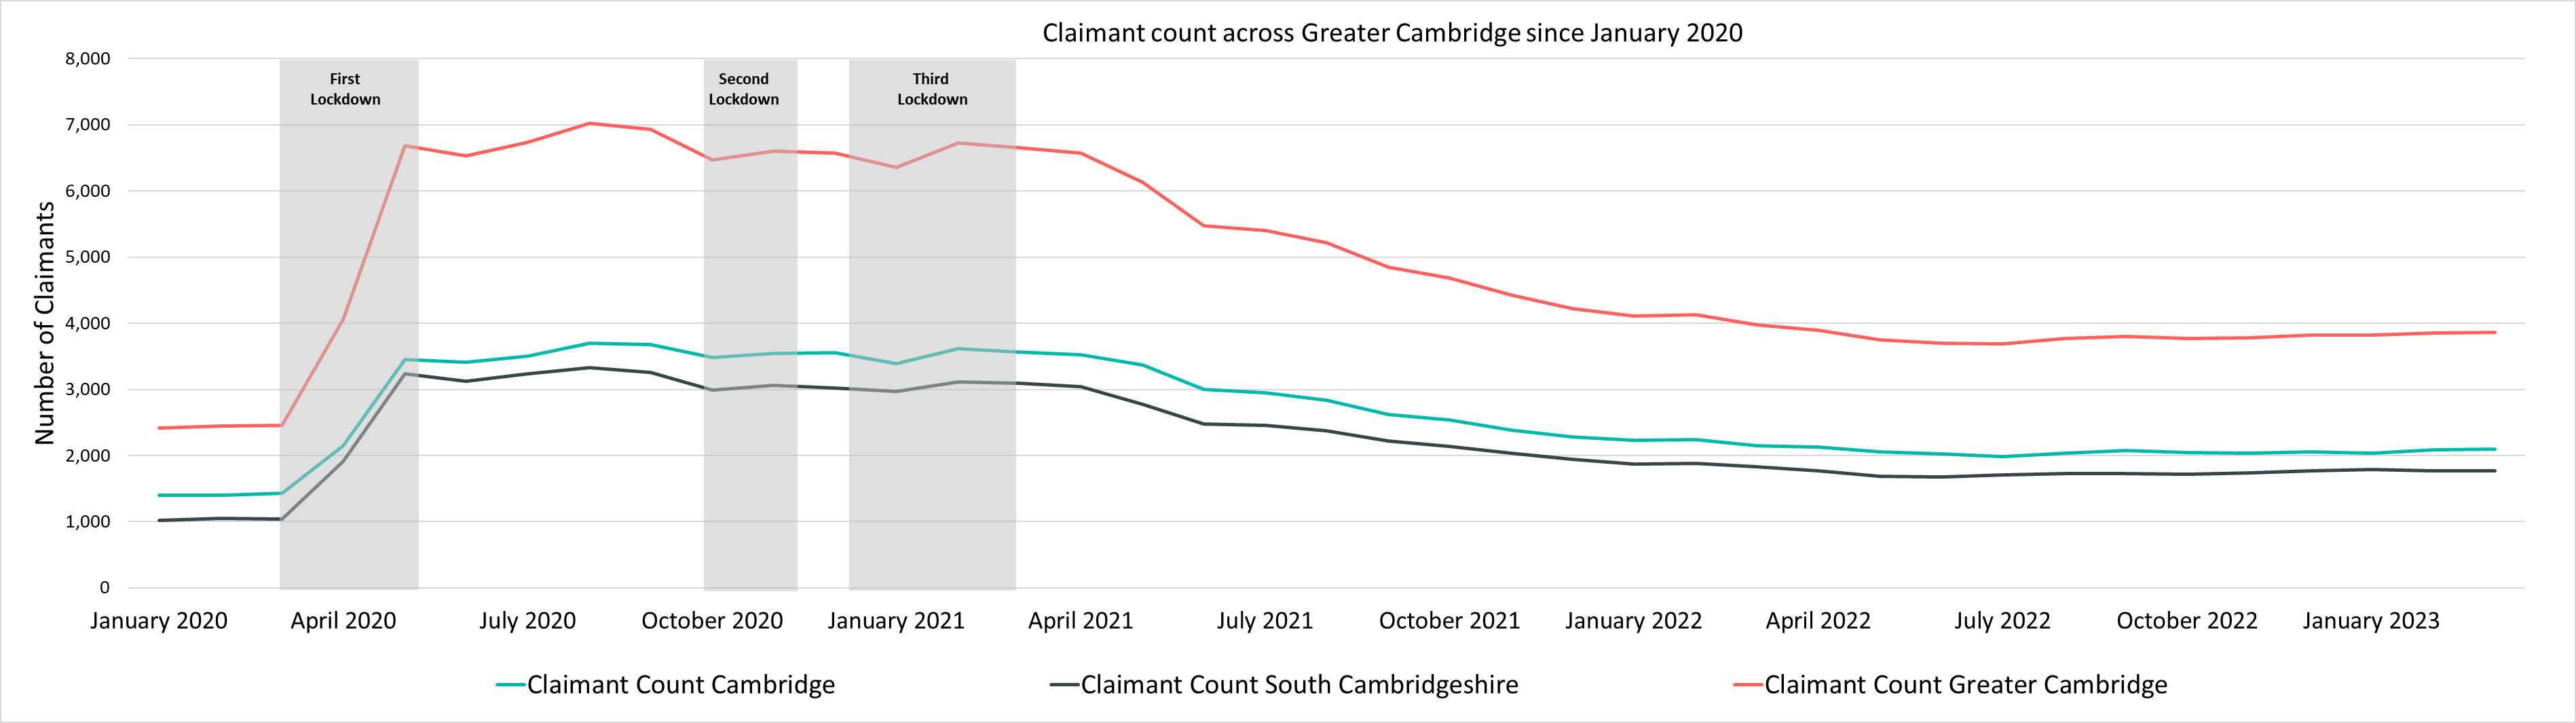 Claimant count across Greater Cambridge since January 2020
8,000
7,000
6,000
5,000
4,000
3,000
2,000
1,000
0
Number of Claimants
First
Lockdown
Second
Lockdown
Third
Lockdown
January 2020
April 2020
July 2020
October 2020
January 2021
April 2021
July 2021
October 2021
January 2022
April 2022
July 2022
October 2022
January 2023
Claimant Count Cambridge
Claimant Count South Cambridgeshire
Claimant Count Greater Cambridge